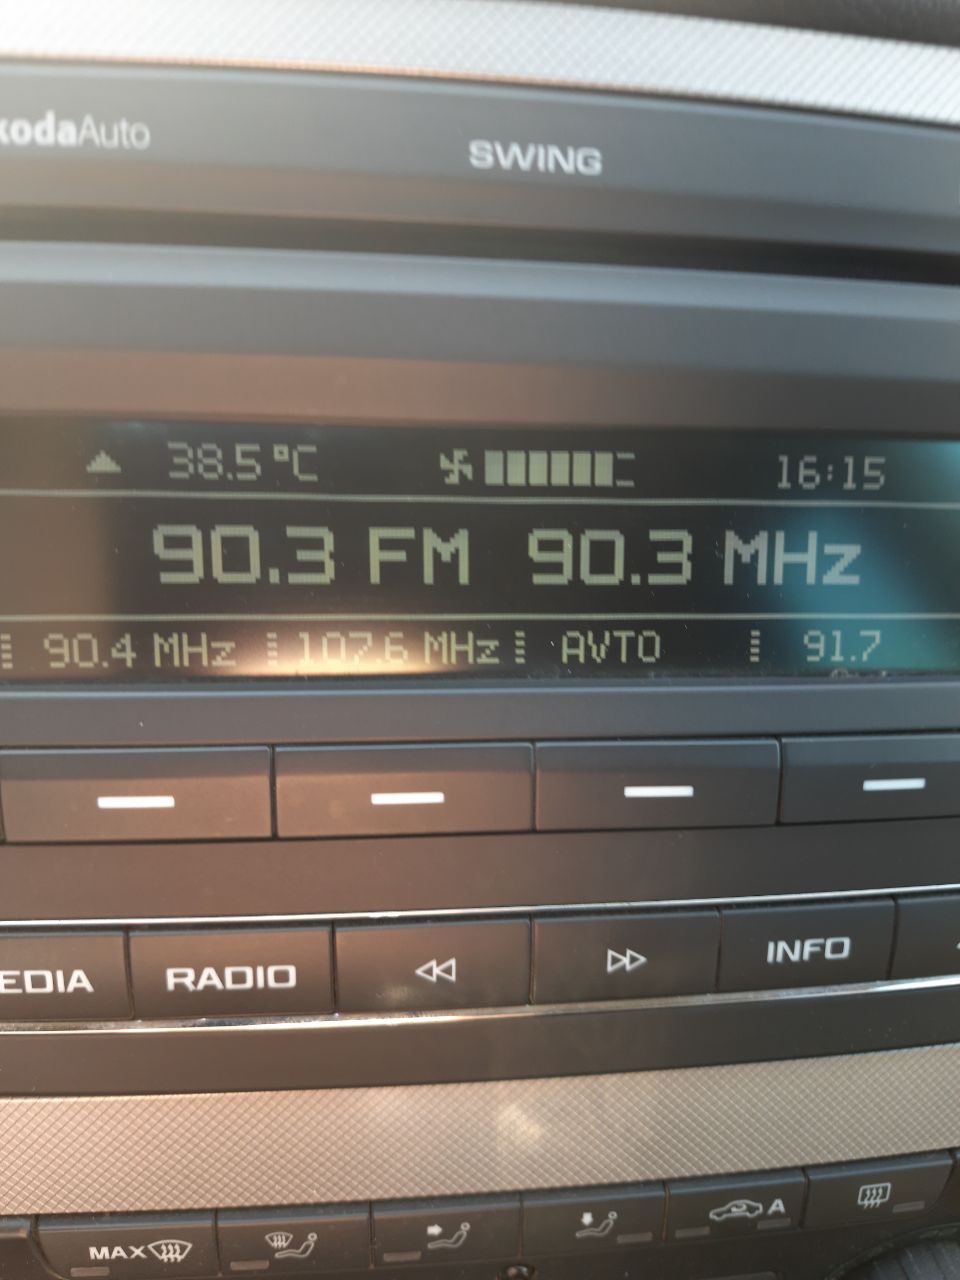 kodaAuto
SWING
38.5°C 16:15
90.3 FM 90.3 MHz
90.4 MHz 107.6 MHz AVTO 91.7
EDIA RADIO INFO
MAX A